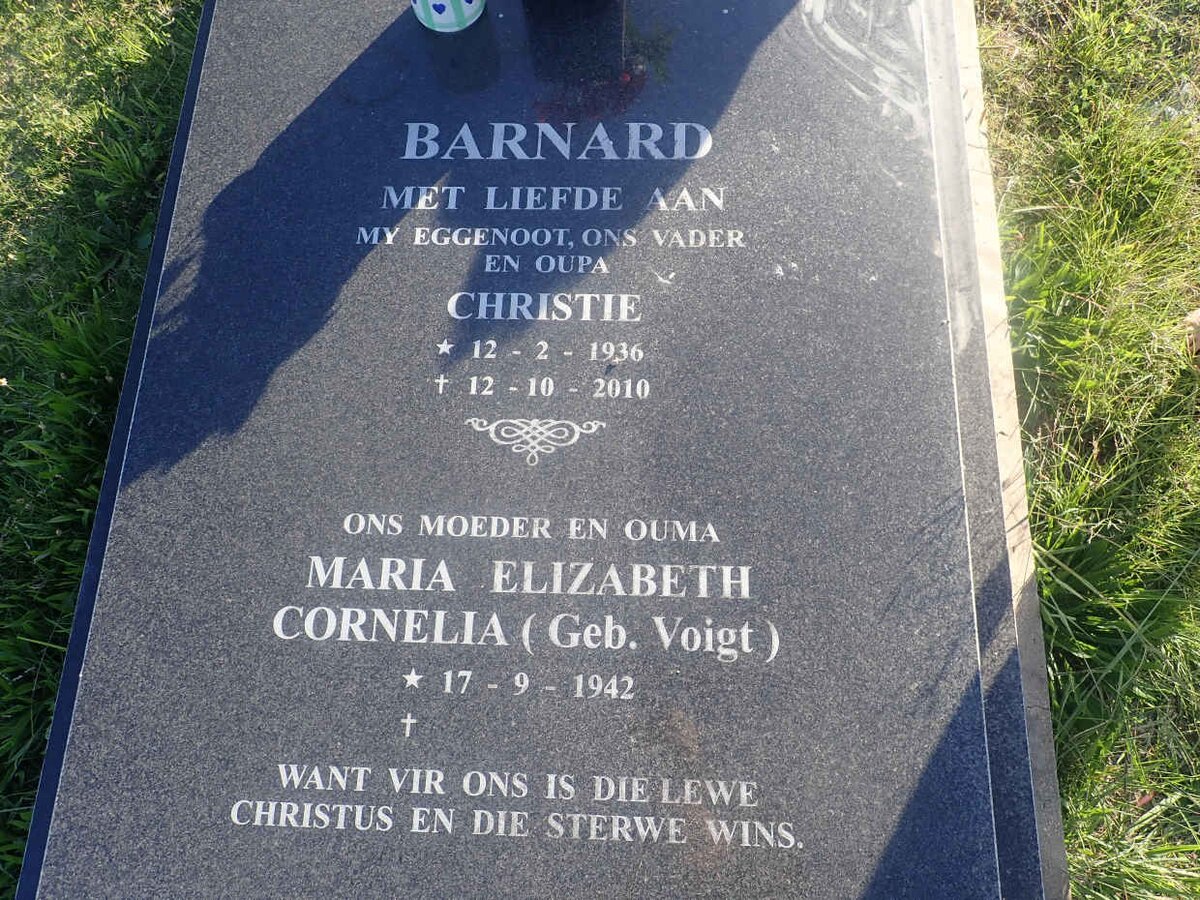 BARNARD
MET LIEFDE AAN
MY EGGENOOT, ONS VADER
EN OUPA
CHRISTIE
★ 12 - 2 - 1936
✝ 12 - 10 - 2010
ONS MOEDER EN OUMA
MARIA ELIZABETH
CORNELIA ( Geb. Voigt )
★ 17 - 9 - 1942
✝
WANT VIR ONS IS DIE LEWE
CHRISTUS EN DIE STERWE WINS.